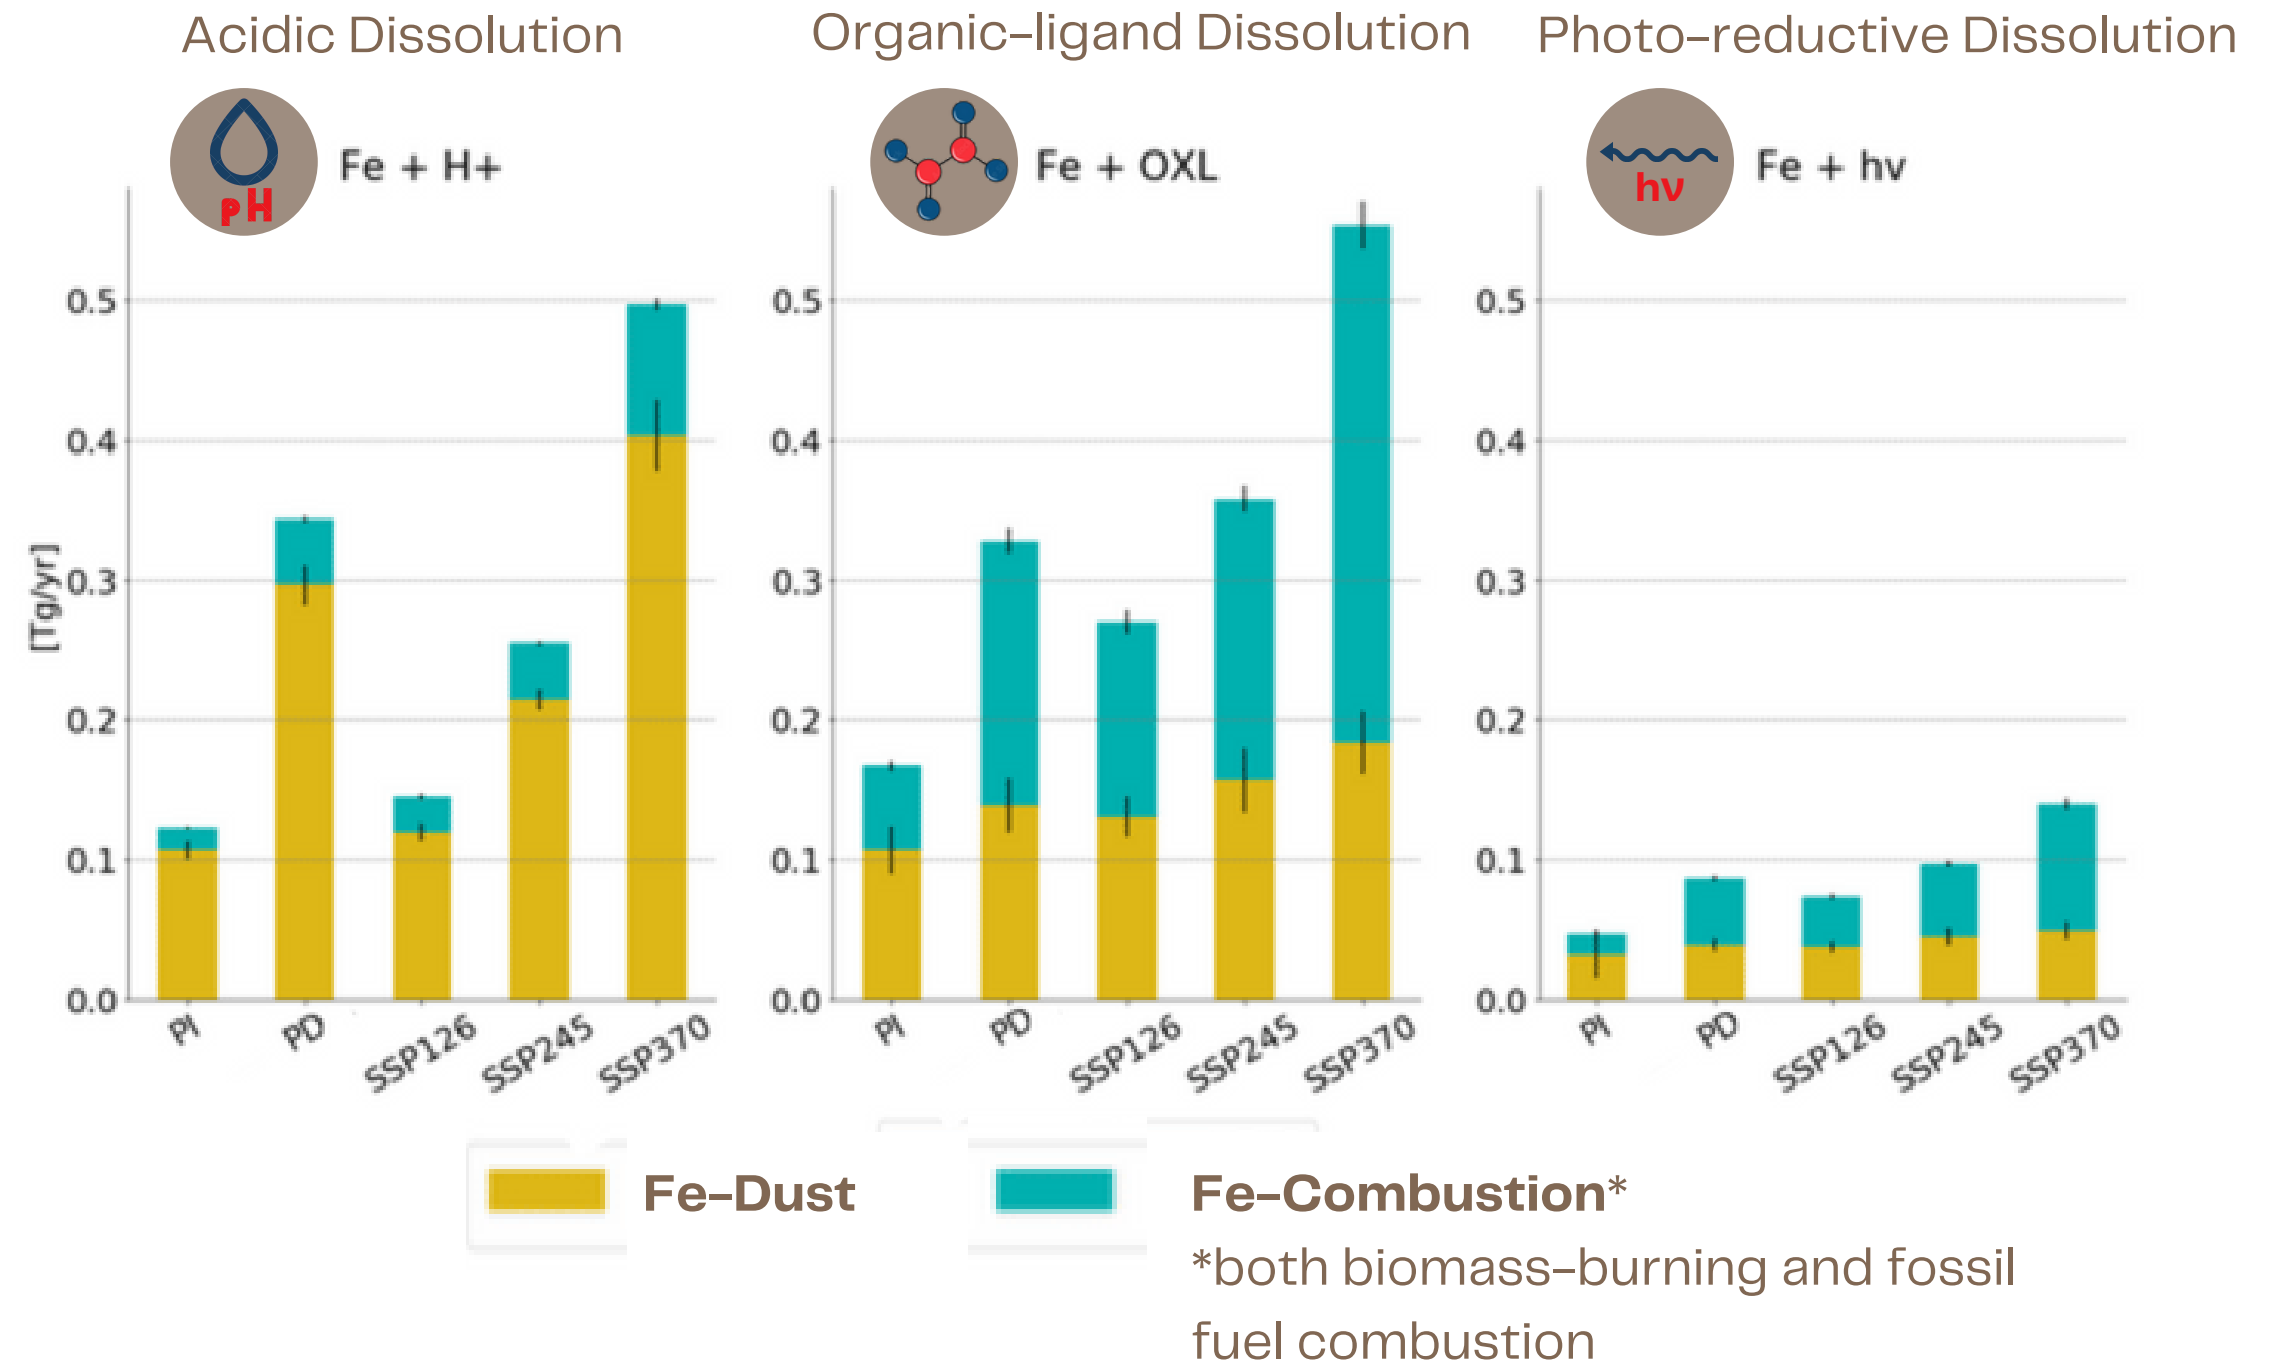 Acidic Dissolution
Organic-ligand Dissolution
Photo-reductive Dissolution
pH
Fe + H+
Fe + OXL
hν
Fe + hv
[Tg/yr]
0.5
0.4
0.3
0.2
0.1
0.0
PI
PD
SSP126
SSP245
SSP370
0.5
0.4
0.3
0.2
0.1
0.0
PI
PD
SSP126
SSP245
SSP370
0.5
0.4
0.3
0.2
0.1
0.0
PI
PD
SSP126
SSP245
SSP370
Fe-Dust
Fe-Combustion*
*both biomass-burning and fossil
fuel combustion